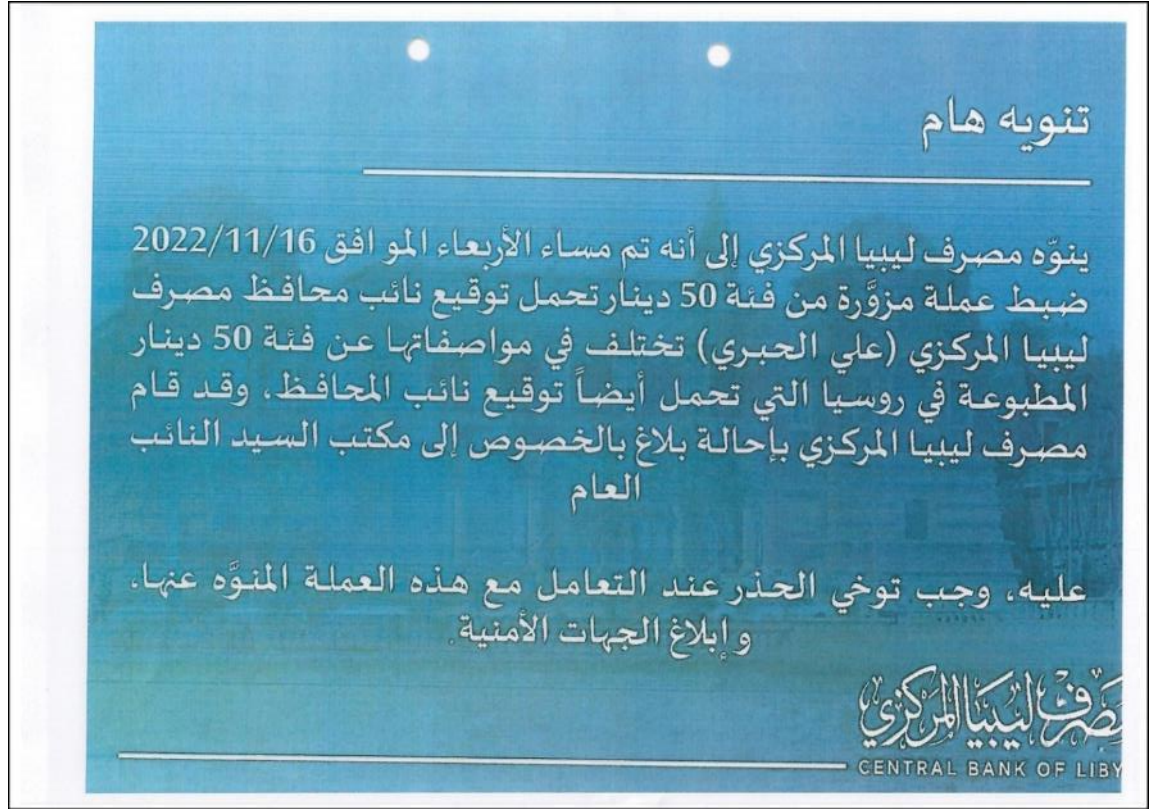 تنويه هام
ينوّه مصرف ليبيا المركزي إلى أنه تم مساء الأربعاء الموافق 2022/11/16
ضبط عملة مزوَّرة من فئة 50 دينار تحمل توقيع نائب محافظ مصرف
ليبيا المركزي (علي الحبري) تختلف في مواصفاتها عن فئة 50 دينار
المطبوعة في روسيا التي تحمل أيضاً توقيع نائب المحافظ، وقد قام
مصرف ليبيا المركزي بإحالة بلاغ بالخصوص إلى مكتب السيد النائب
العام
عليه، وجب توخي الحذر عند التعامل مع هذه العملة المنوَّه عنها،
وإبلاغ الجهات الأمنية.
مصرف ليبيا المركزي
CENTRAL BANK OF LIBY